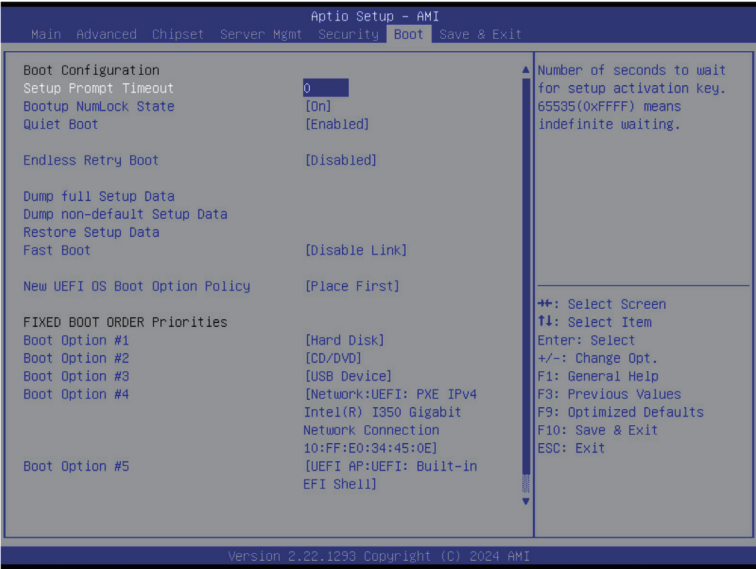 Aptio Setup – AMI
Main Advanced Chipset Server Mgmt Security Boot Save & Exit
Boot Configuration
Setup Prompt Timeout 0
Bootup NumLock State [On]
Quiet Boot [Enabled]
Endless Retry Boot [Disabled]
Dump full Setup Data
Dump non-default Setup Data
Restore Setup Data
Fast Boot [Disable Link]
New UEFI OS Boot Option Policy [Place First]
FIXED BOOT ORDER Priorities
Boot Option #1 [Hard Disk]
Boot Option #2 [CD/DVD]
Boot Option #3 [USB Device]
Boot Option #4 [Network:UEFI: PXE IPv4
Intel(R) I350 Gigabit
Network Connection
10:FF:E0:34:45:0E]
Boot Option #5 [UEFI AP:UEFI: Built-in
EFI Shell]
Number of seconds to wait
for setup activation key.
65535(0xFFFF) means
indefinite waiting.
→←: Select Screen
↑↓: Select Item
Enter: Select
+/-: Change Opt.
F1: General Help
F3: Previous Values
F9: Optimized Defaults
F10: Save & Exit
ESC: Exit
Version 2.22.1293 Copyright (C) 2024 AMI